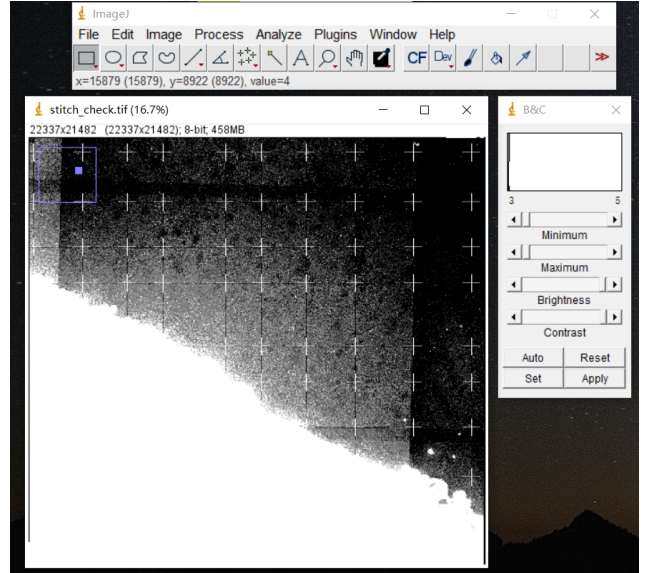 ImageJ
File Edit Image Process Analyze Plugins Window Help
A CF Dev
x=15879 (15879), y=8922 (8922), value=4
stitch_check.tif (16.7%)
22337x21482 (22337x21482); 8-bit; 458MB
B&C
3 5
Minimum
Maximum
Brightness
Contrast
Auto Reset
Set Apply